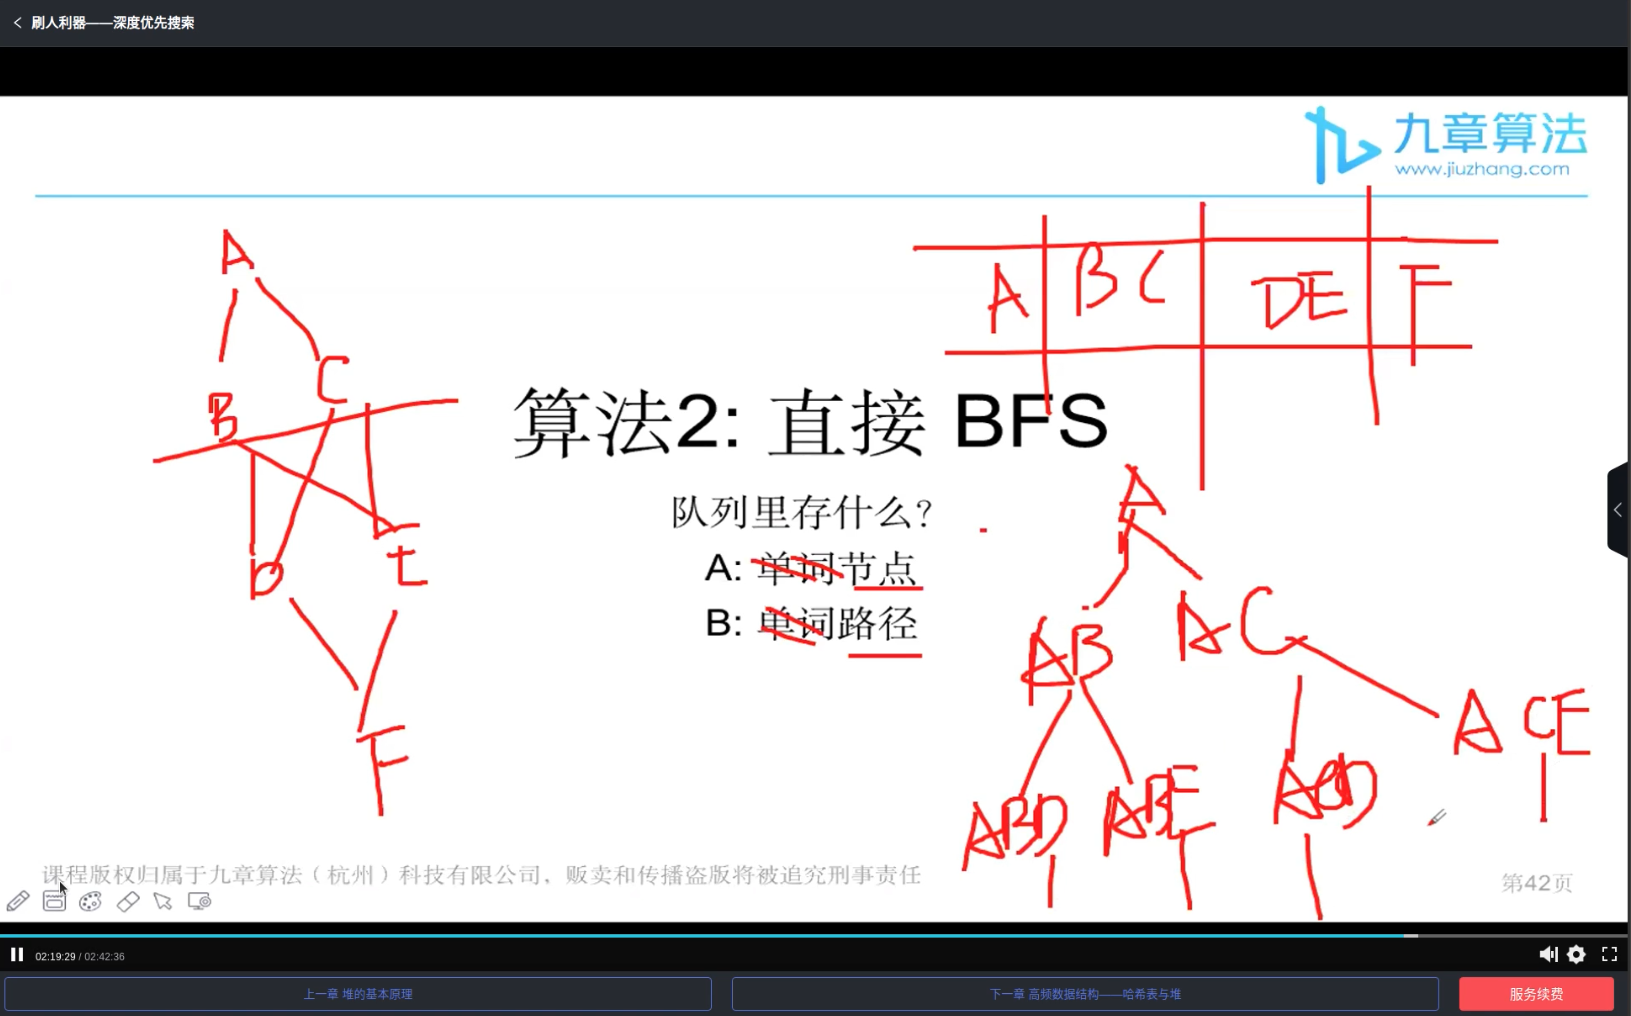 刷人利器——深度优先搜索
九章算法
www.jiuzhang.com
A
C
B
D
E
F
A
B C
DE
F
算法2: 直接 BFS
队列里存什么?
A: 单词节点
B: 单词路径
A
AB
AC
ACE
ABD
ABE
ACD
课程版权归属于九章算法（杭州）科技有限公司，贩卖和传播盗版将被追究刑事责任
第42页
02:19:29 / 02:42:36
上一章 堆的基本原理
下一章 高频数据结构——哈希表与堆
服务续费